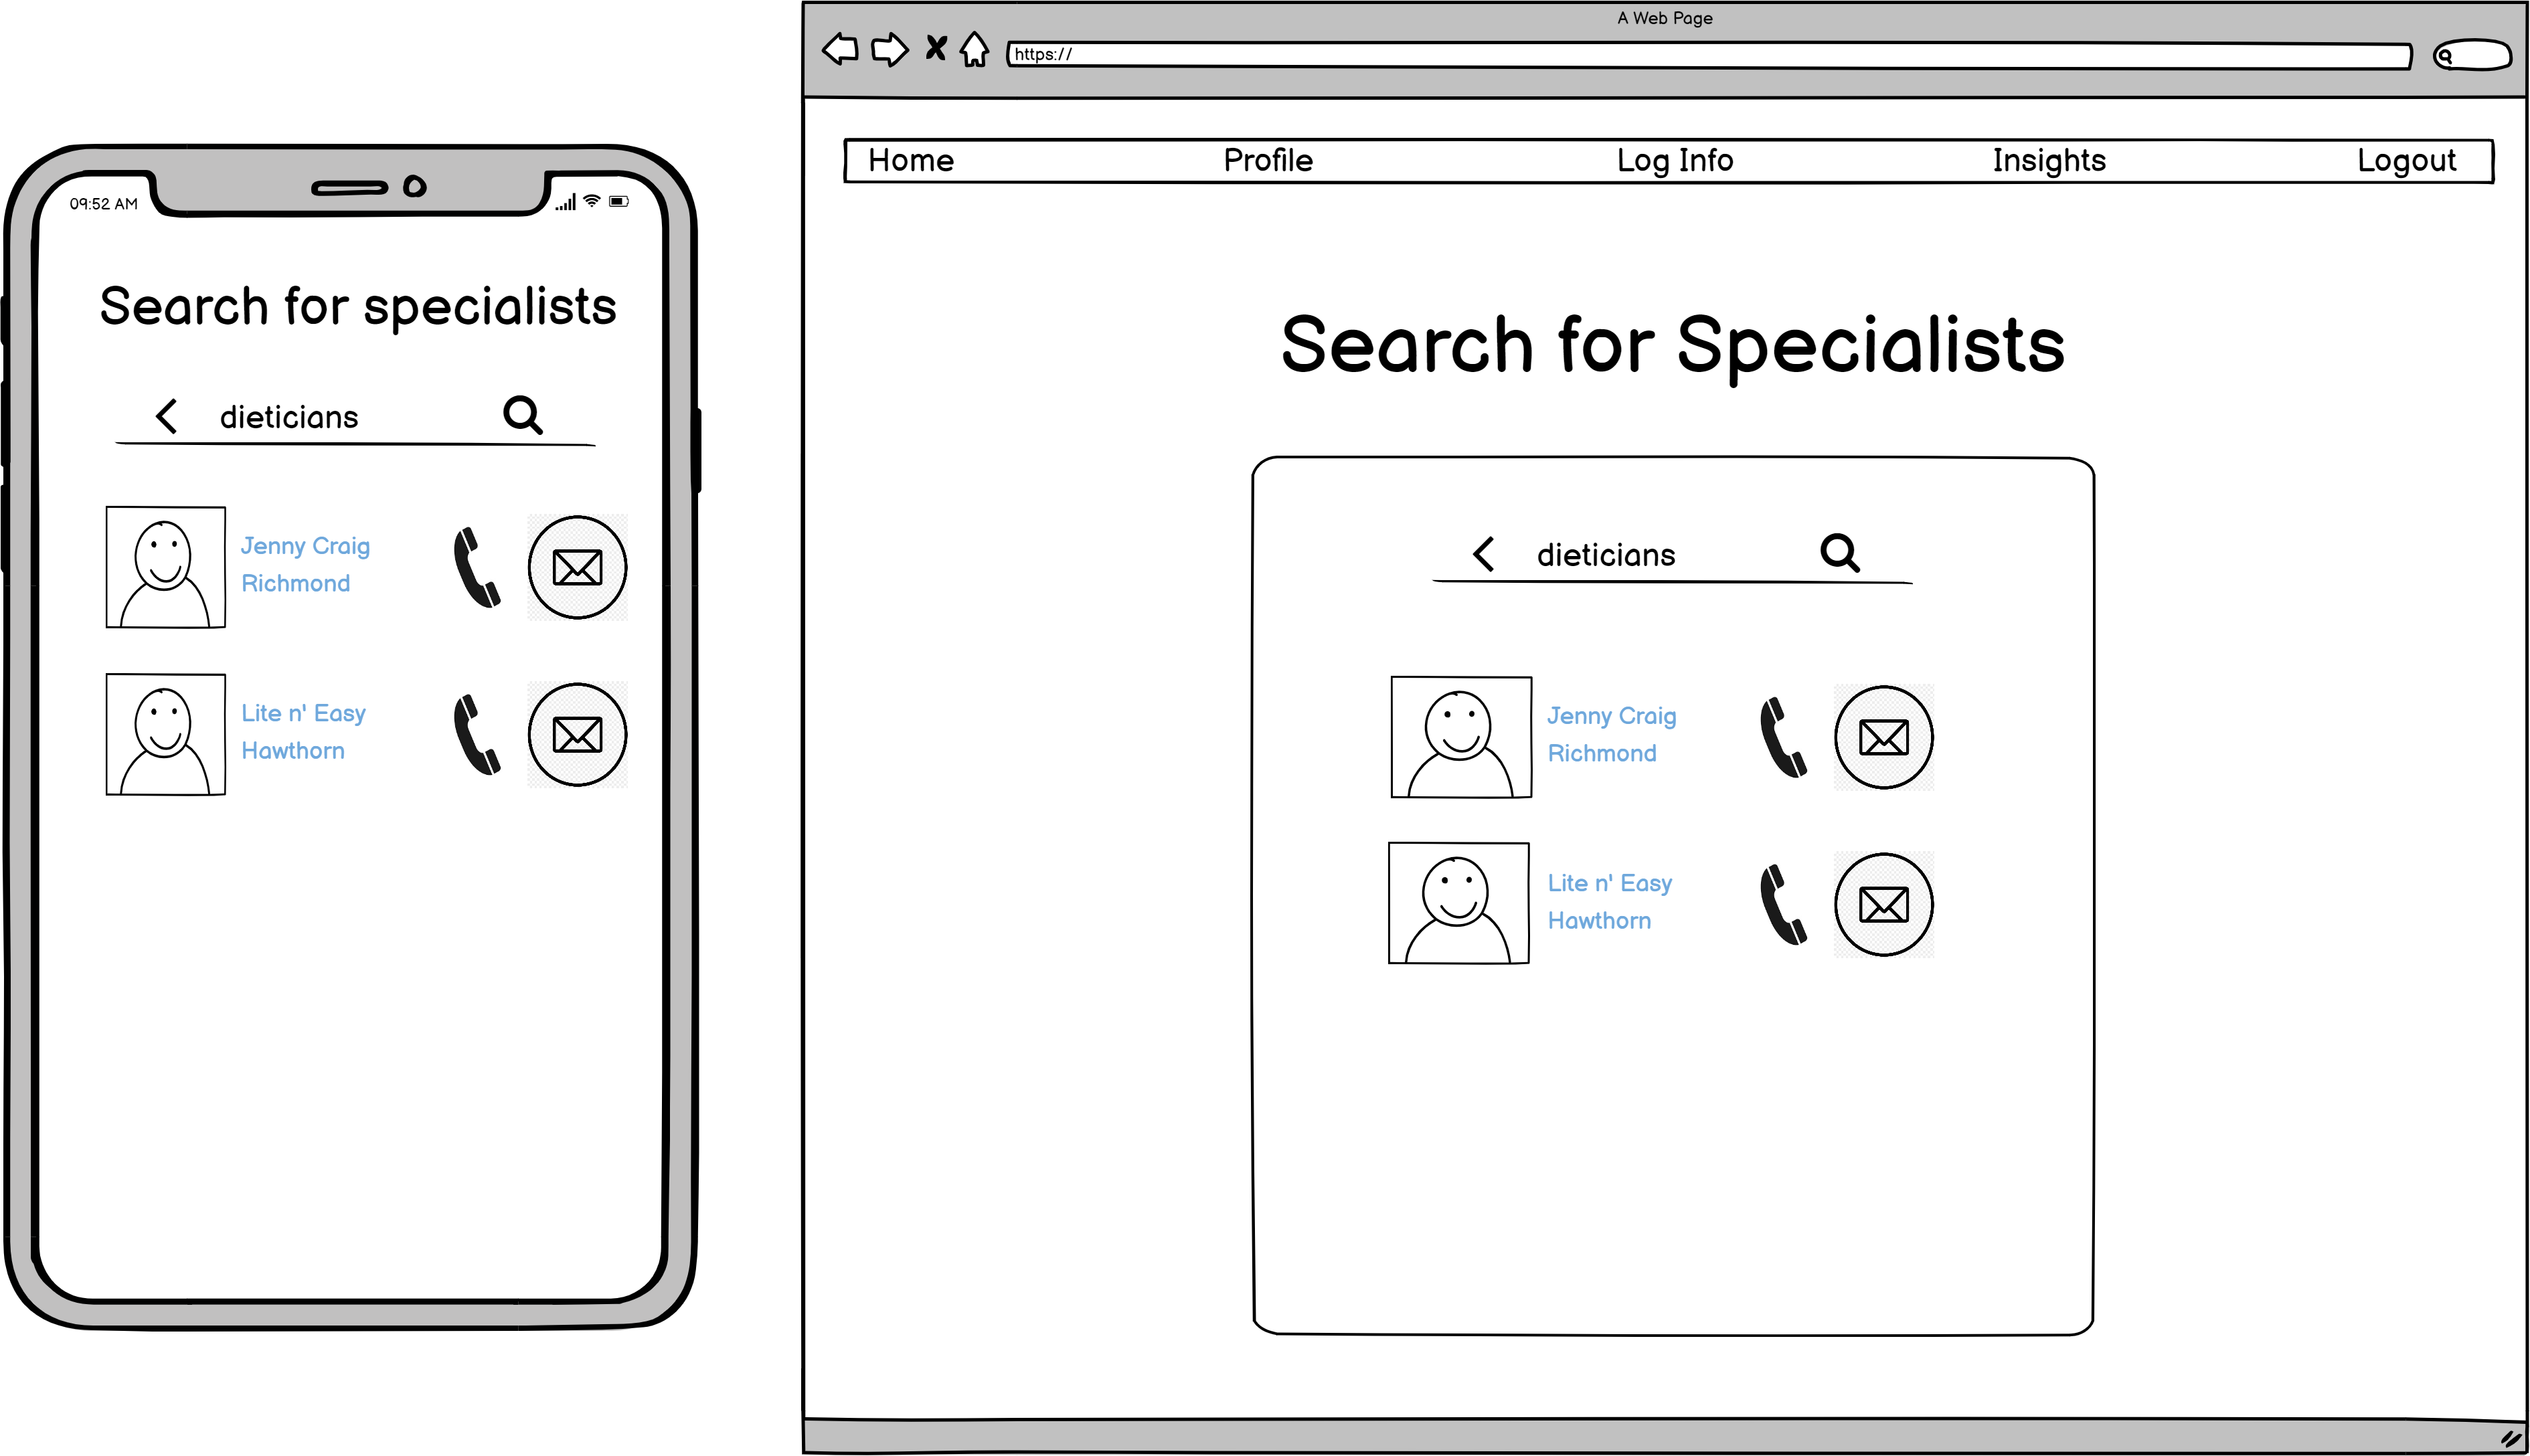 09:52 AM
Search for specialists
dieticians
Jenny Craig
Richmond
Lite n' Easy
Hawthorn
A Web Page
https://
Home Profile Log Info Insights Logout
Search for Specialists
dieticians
Jenny Craig
Richmond
Lite n' Easy
Hawthorn